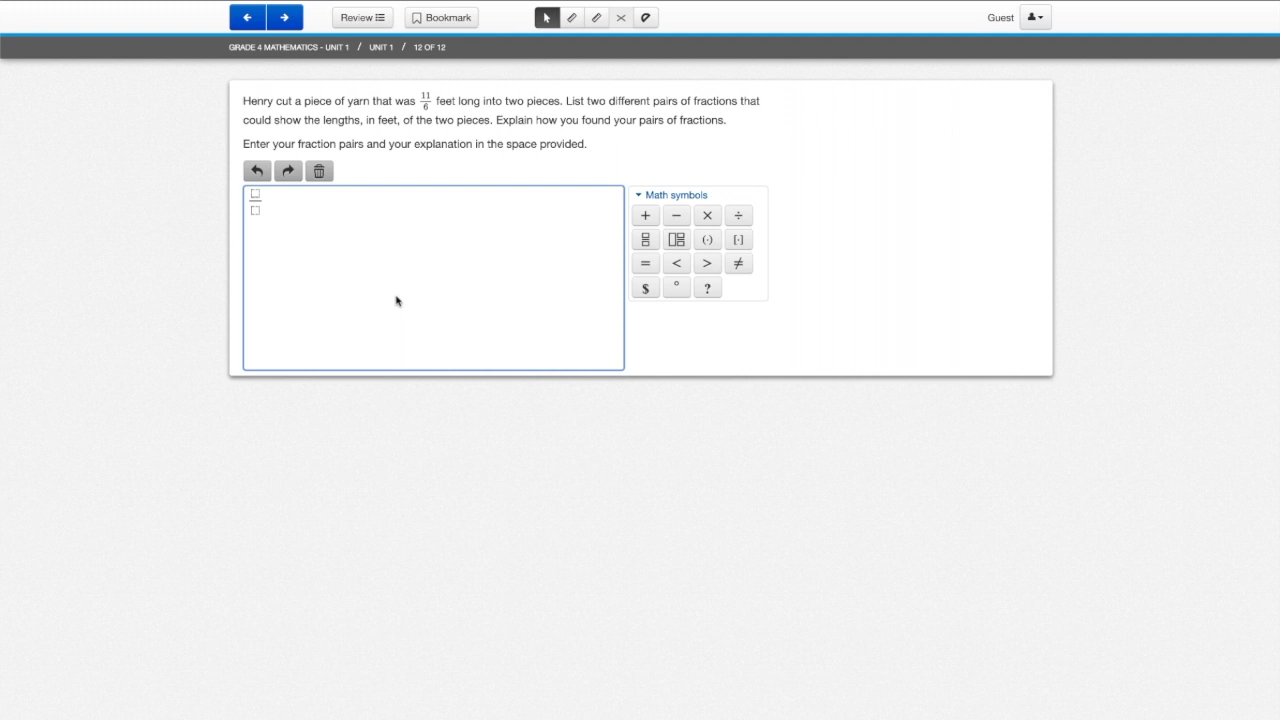 Review
Bookmark
Guest
GRADE 4 MATHEMATICS - UNIT 1 / UNIT 1 / 12 OF 12
Henry cut a piece of yarn that was 11/6 feet long into two pieces. List two different pairs of fractions that
could show the lengths, in feet, of the two pieces. Explain how you found your pairs of fractions.
Enter your fraction pairs and your explanation in the space provided.
Math symbols
+ − × ÷
(·) [·]
= < > ≠
$ ° ?